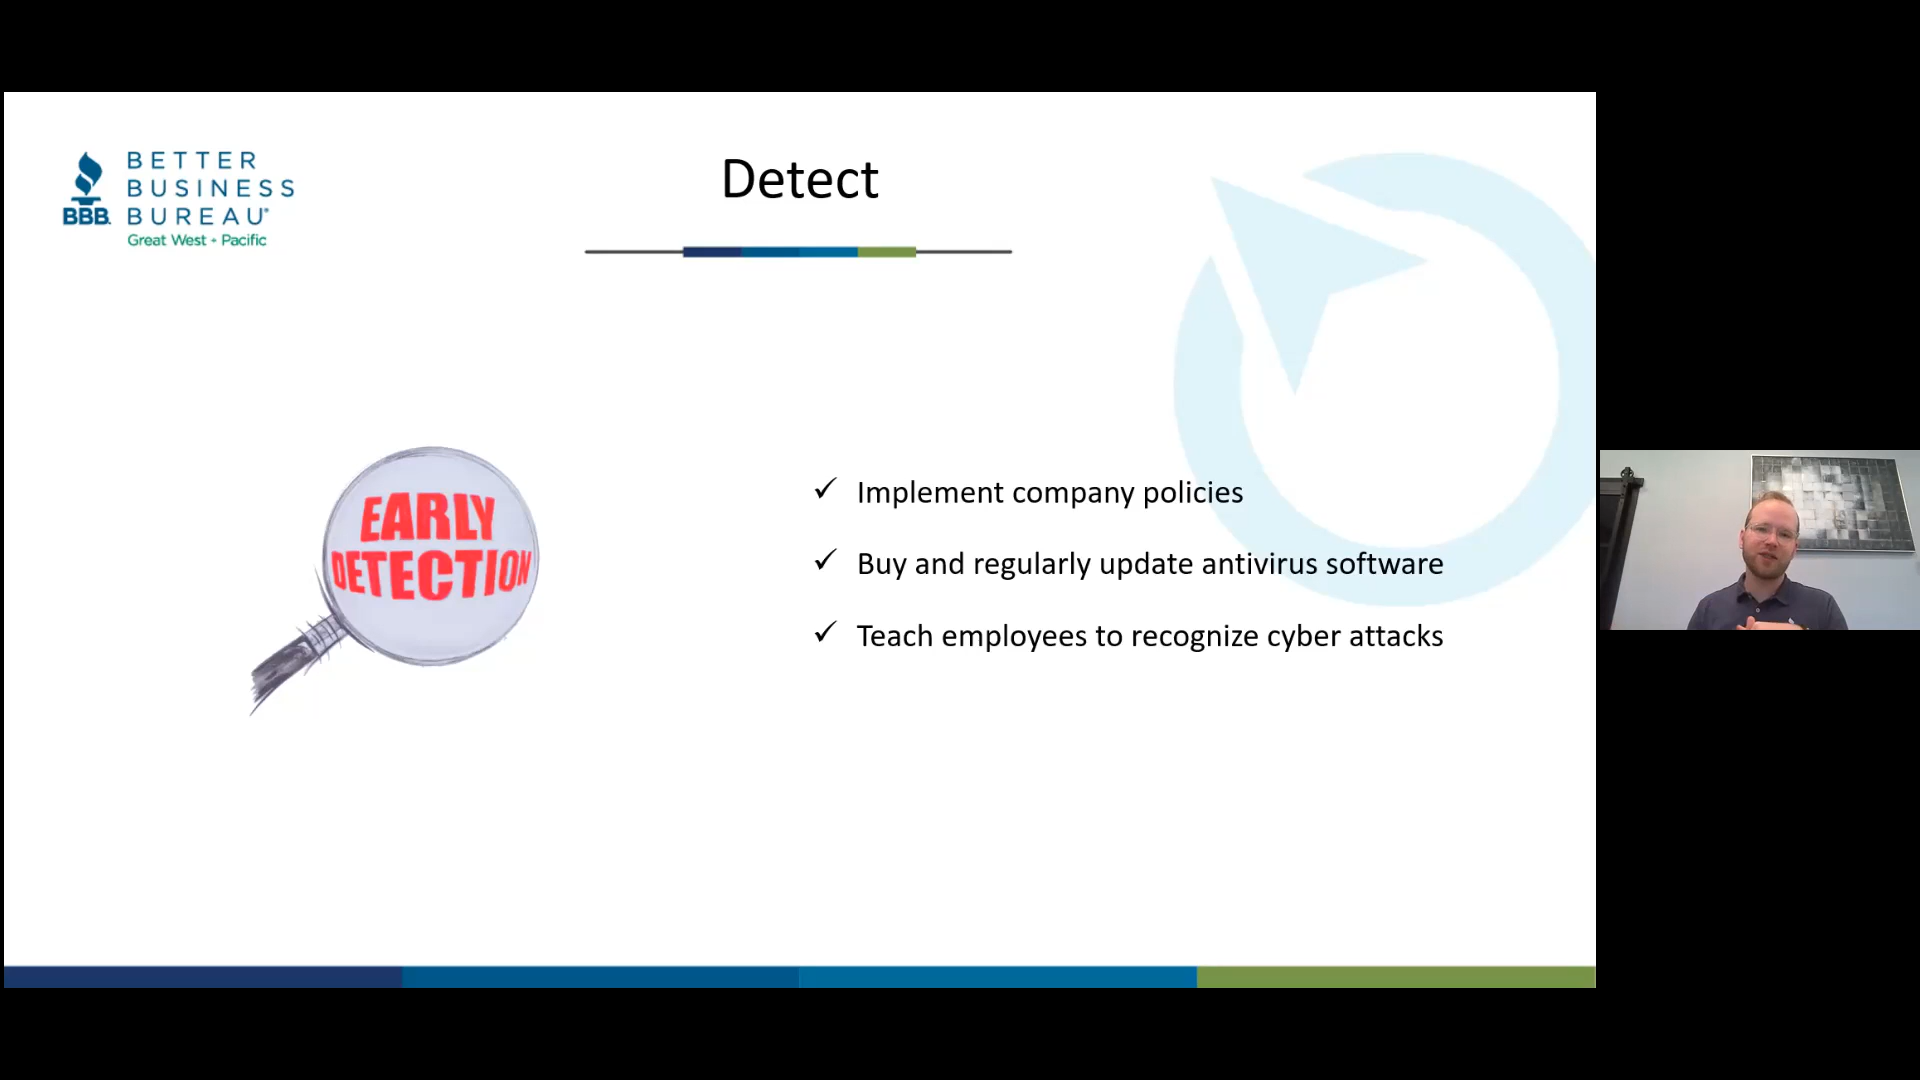 BETTER
BUSINESS
BUREAU®
BBB.
Great West + Pacific
Detect
EARLY
DETECTION
✓ Implement company policies
✓ Buy and regularly update antivirus software
✓ Teach employees to recognize cyber attacks